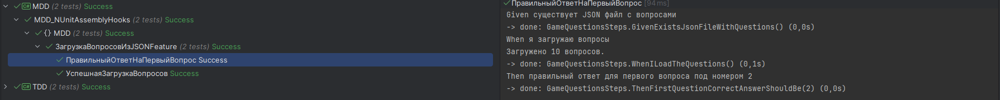 MDD (2 tests) Success
MDD_NUnitAssemblyHooks (2 tests) Success
{} MDD (2 tests) Success
ЗагрузкаВопросовИзJSONFeature (2 tests) Success
ПравильныйОтветНаПервыйВопрос Success
УспешнаяЗагрузкаВопросов Success
TDD (2 tests) Success
ПравильныйОтветНаПервыйВопрос [94 ms]
Given существует JSON файл с вопросами
-> done: GameQuestionsSteps.GivenExistsJsonFileWithQuestions() (0,0s)
When я загружаю вопросы
Загружено 10 вопросов.
-> done: GameQuestionsSteps.WhenILoadTheQuestions() (0,1s)
Then правильный ответ для первого вопроса под номером 2
-> done: GameQuestionsSteps.ThenFirstQuestionCorrectAnswerShouldBe(2) (0,0s)